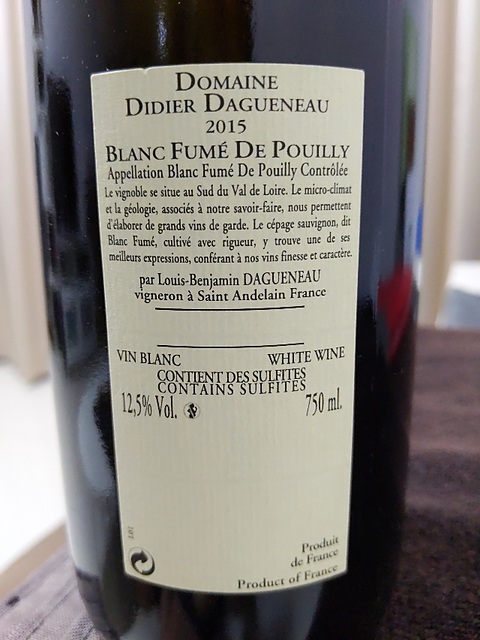 DOMAINE
DIDIER DAGUENEAU
2015
BLANC FUMÉ DE POUILLY
Appellation Blanc Fumé De Pouilly Contrôlée
Le vignoble se situe au Sud du Val de Loire. Le micro-climat
et la géologie, associés à notre savoir-faire, nous permettent
d'élaborer de grands vins de garde. Le cépage sauvignon, dit
Blanc Fumé, cultivé avec rigueur, y trouve une de ses
meilleurs expressions, conférant à nos vins finesse et caractère.
par Louis-Benjamin DAGUENEAU
vigneron à Saint Andelain France
VIN BLANC WHITE WINE
CONTIENT DES SULFITES
CONTAINS SULFITES
12,5% Vol. 750 ml.
Produit
de France
Product of France